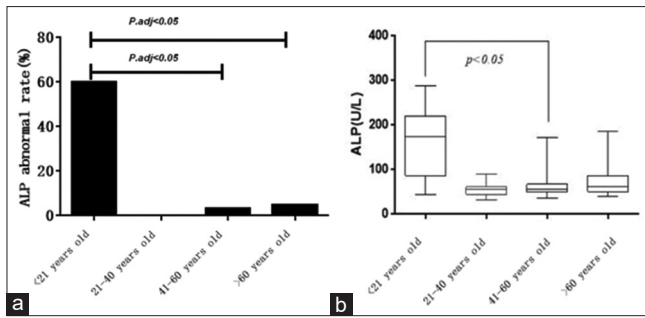 P.adj<0.05
P.adj<0.05
ALP abnormal rate(%)
80
60
40
20
0
<21 years old
21-40 years old
41-60 years old
>60 years old
a
p<0.05
ALP(U/L)
400
300
200
100
0
<21 years old
21-40 years old
41-60 years old
>60 years old
b